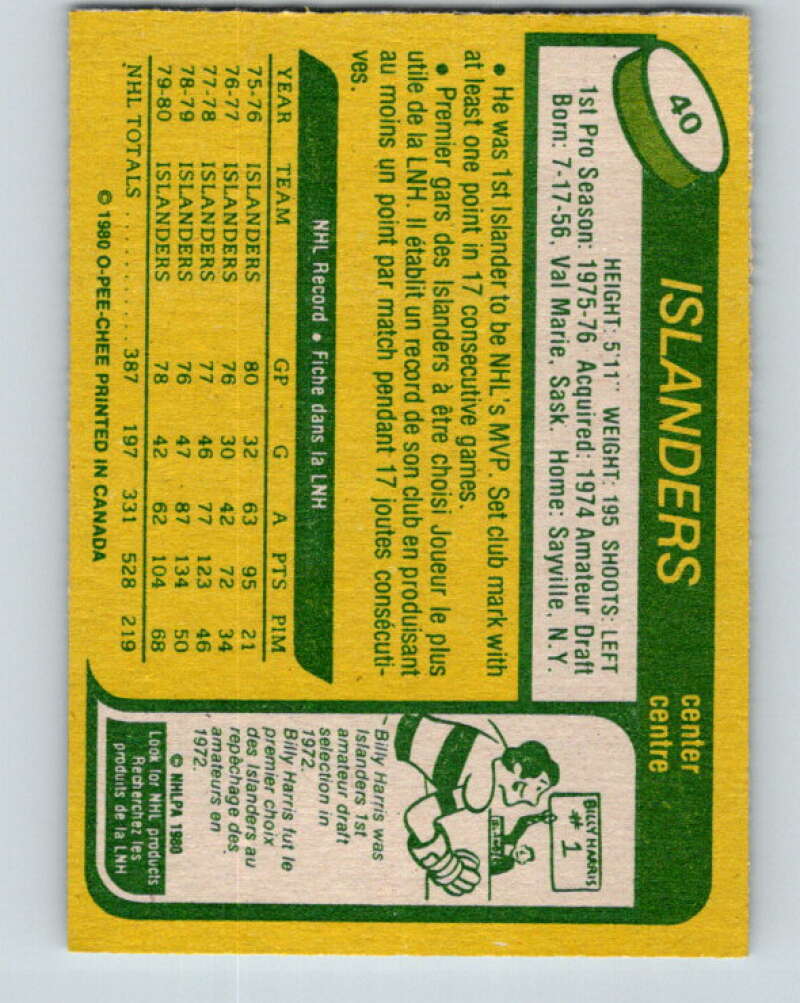 40
ISLANDERS
center
centre
HEIGHT: 5'11" WEIGHT: 195 SHOOTS: LEFT
1st Pro Season: 1975-76 Acquired: 1974 Amateur Draft
Born: 7-17-56, Val Marie, Sask. Home: Sayville, N.Y.
• He was 1st Islander to be NHL's MVP. Set club mark with
at least one point in 17 consecutive games.
• Premier gars des Islanders à être choisi Joueur le plus
utile de la LNH. Il établit un record de son club en produisant
au moins un point par match pendant 17 joutes consécuti-
ves.
NHL Record • Fiche dans la LNH
YEAR TEAM GP G A PTS PIM
75-76 ISLANDERS 80 32 63 95 21
76-77 ISLANDERS 76 30 42 72 34
77-78 ISLANDERS 77 46 77 123 46
78-79 ISLANDERS 76 47 87 134 50
79-80 ISLANDERS 78 42 62 104 68
NHL TOTALS ............ 387 197 331 528 219
© 1980 O-PEE-CHEE PRINTED IN CANADA
BILLY HARRIS
# 1
Billy Harris was
Islanders 1st
amateur draft
selection in
1972.
Billy Harris fut le
premier choix
des Islanders au
repêchage des
amateurs en
1972.
© NHLPA 1980
Look for NHL products
Recherchez les
produits de la LNH